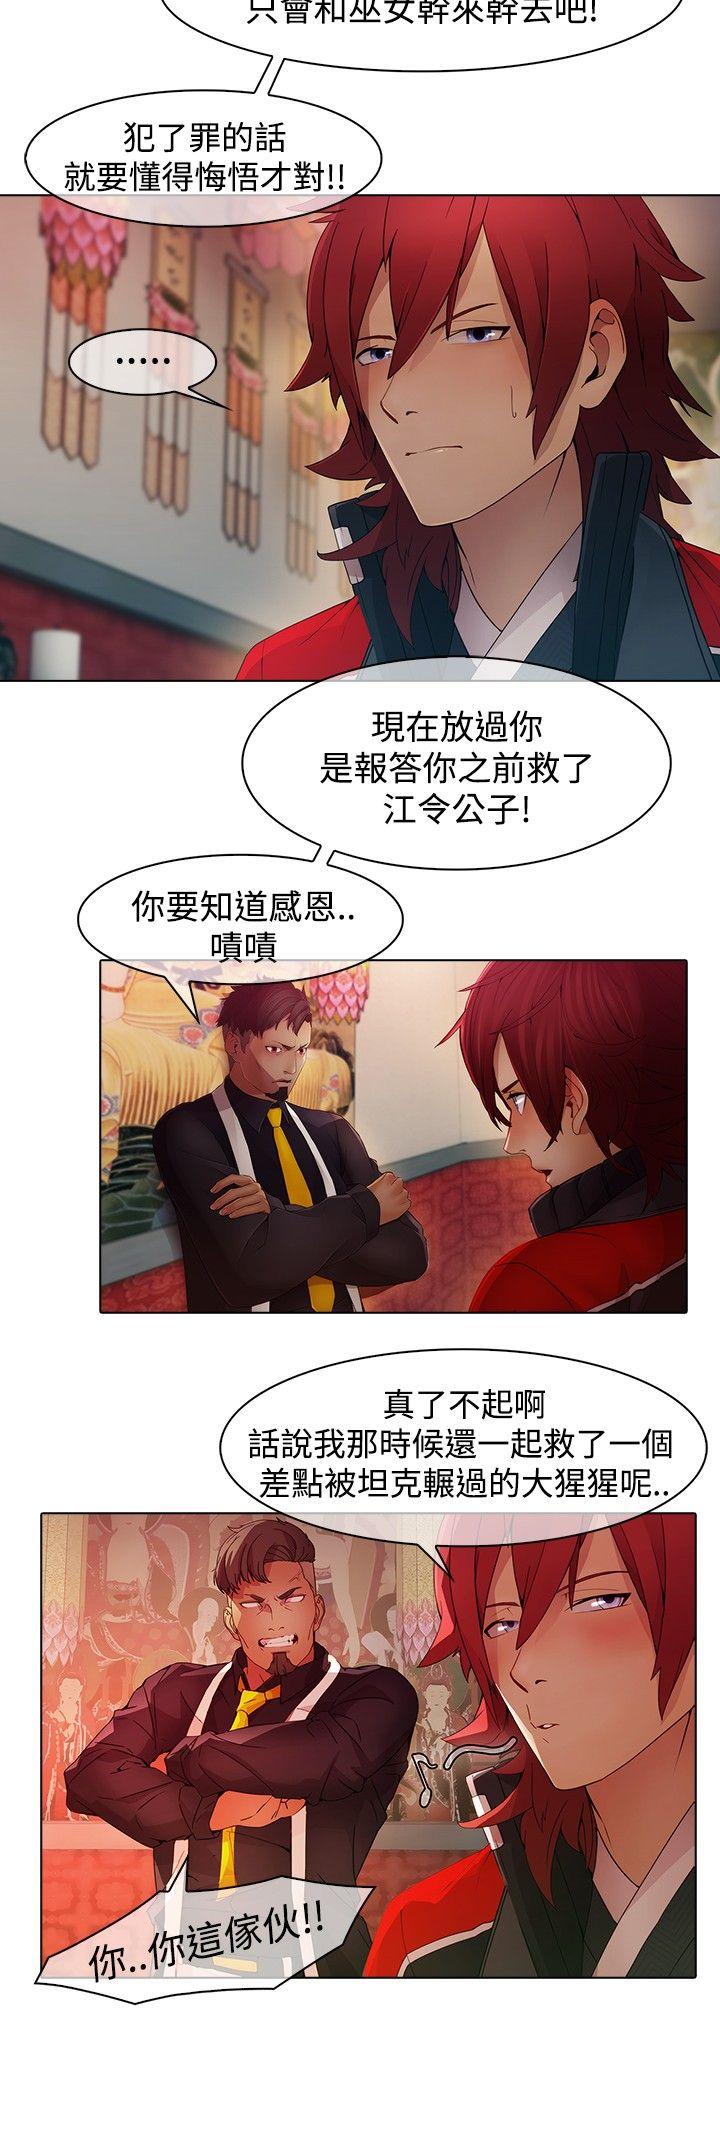 只會和巫女幹來幹去吧!
犯了罪的話
就要懂得悔悟才對!!
.....
現在放過你
是報答你之前救了
江令公子!
你要知道感恩..
嘖嘖
真了不起啊
話說我那時候還一起救了一個
差點被坦克輾過的大猩猩呢..
你..你這傢伙!!